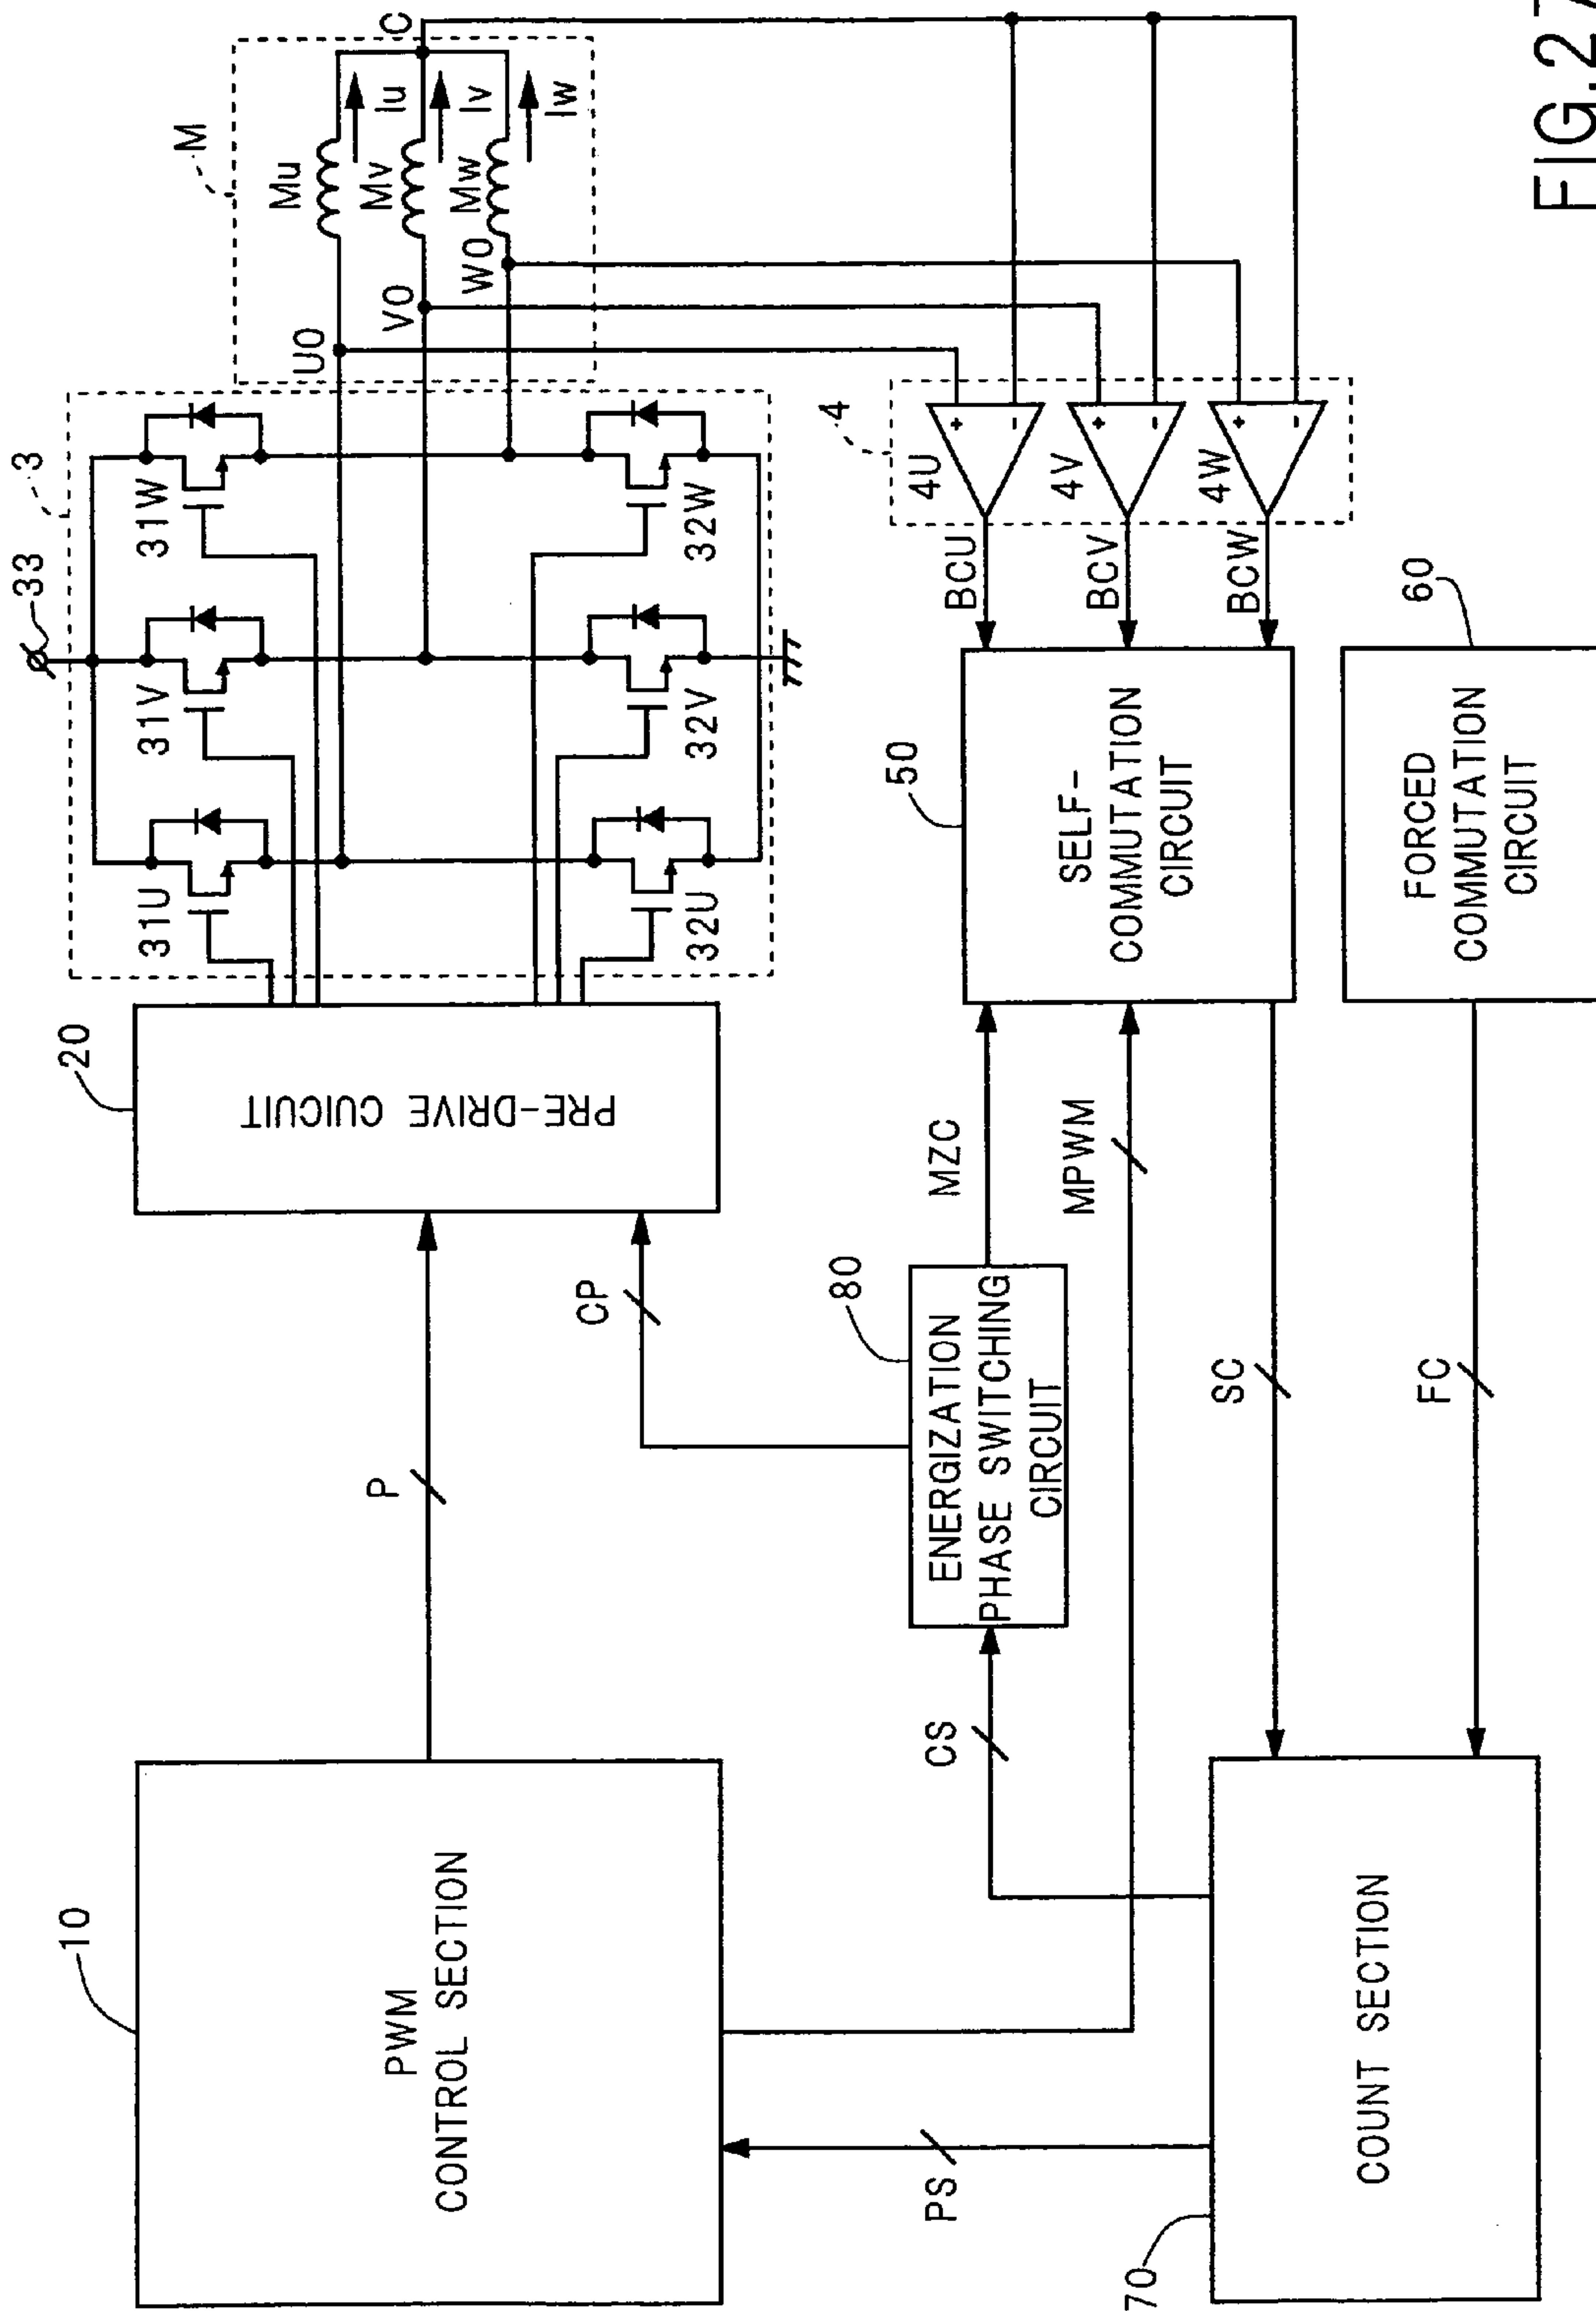 10
PWM
CONTROL SECTION
P
20
PRE-DRIVE CUICUIT
CP
33
3
31U
31V
31W
32U
32V
32W
M
U0
V0
W0
Mu
Mv
Mw
Iu
Iv
Iw
C
PS
CS
80
ENERGIZATION
PHASE SWITCHING
CIRCUIT
MZC
MPWM
50
SELF-
COMMUTATION
CIRCUIT
BCU
BCV
BCW
4
4U
4V
4W
+
-
+
-
+
-
SC
FC
60
FORCED
COMMUTATION
CIRCUIT
70
COUNT SECTION